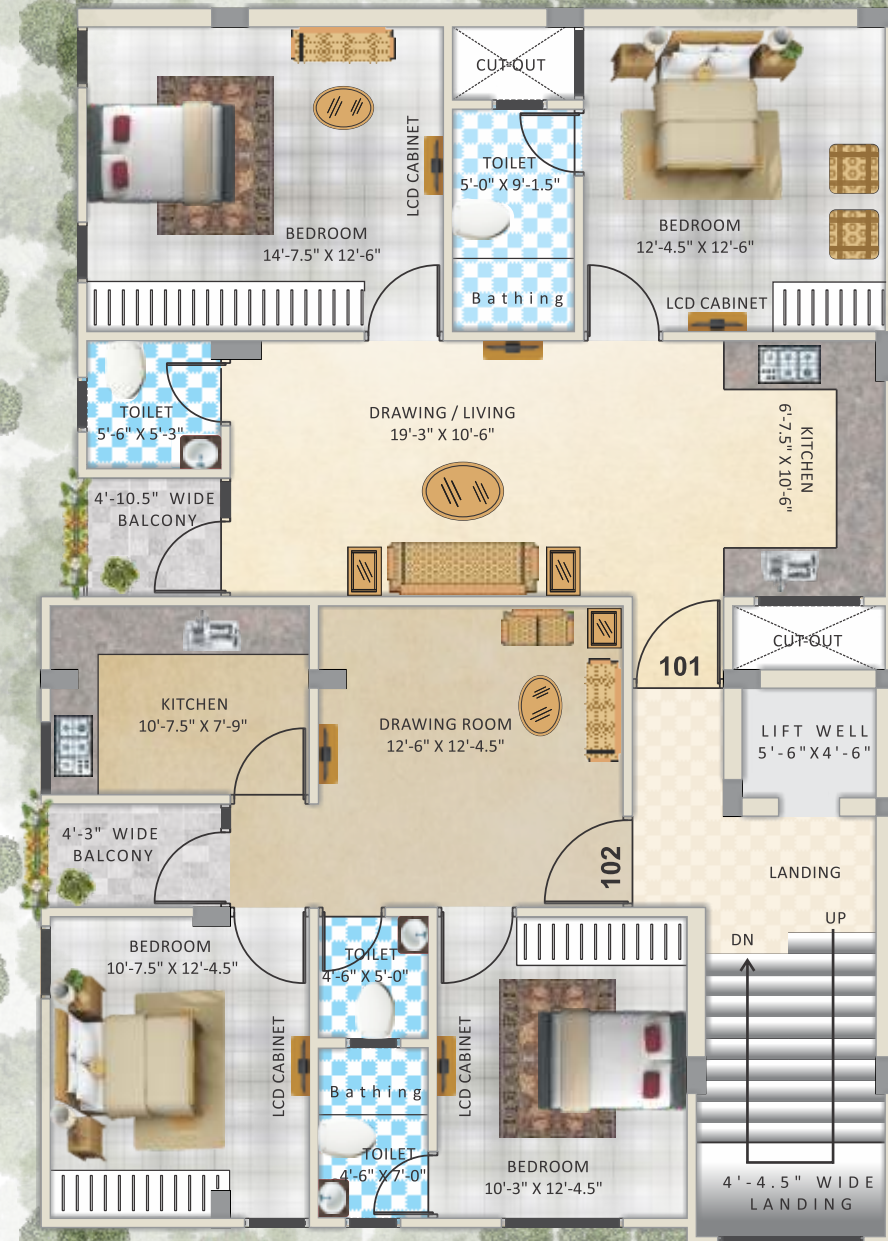 CUT-OUT
TOILET
5'-0" X 9'-1.5"
LCD CABINET
BEDROOM
14'-7.5" X 12'-6"
BEDROOM
12'-4.5" X 12'-6"
Bathing
LCD CABINET
TOILET
5'-6" X 5'-3"
DRAWING / LIVING
19'-3" X 10'-6"
KITCHEN
6'-7.5" X 10'-6"
4'-10.5" WIDE
BALCONY
CUT-OUT
101
KITCHEN
10'-7.5" X 7'-9"
DRAWING ROOM
12'-6" X 12'-4.5"
LIFT WELL
5'-6"X4'-6"
4'-3" WIDE
BALCONY
102
LANDING
UP
DN
BEDROOM
10'-7.5" X 12'-4.5"
TOILET
4'-6" X 5'-0"
LCD CABINET
LCD CABINET
Bathing
TOILET
4'-6" X 7'-0"
BEDROOM
10'-3" X 12'-4.5"
4'-4.5" WIDE
LANDING